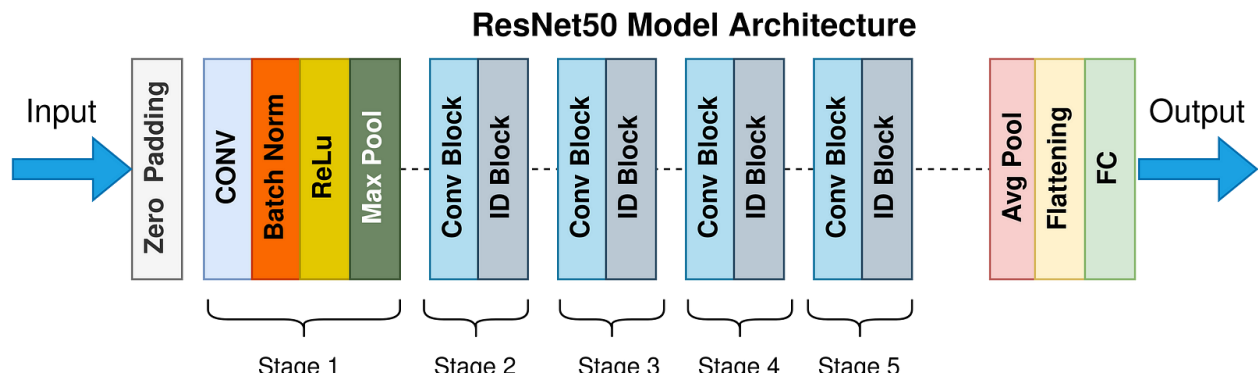 ResNet50 Model Architecture
Input
Zero Padding
CONV
Batch Norm
ReLu
Max Pool
Conv Block
ID Block
Conv Block
ID Block
Conv Block
ID Block
Conv Block
ID Block
Avg Pool
Flattening
FC
Output
Stage 1
Stage 2
Stage 3
Stage 4
Stage 5